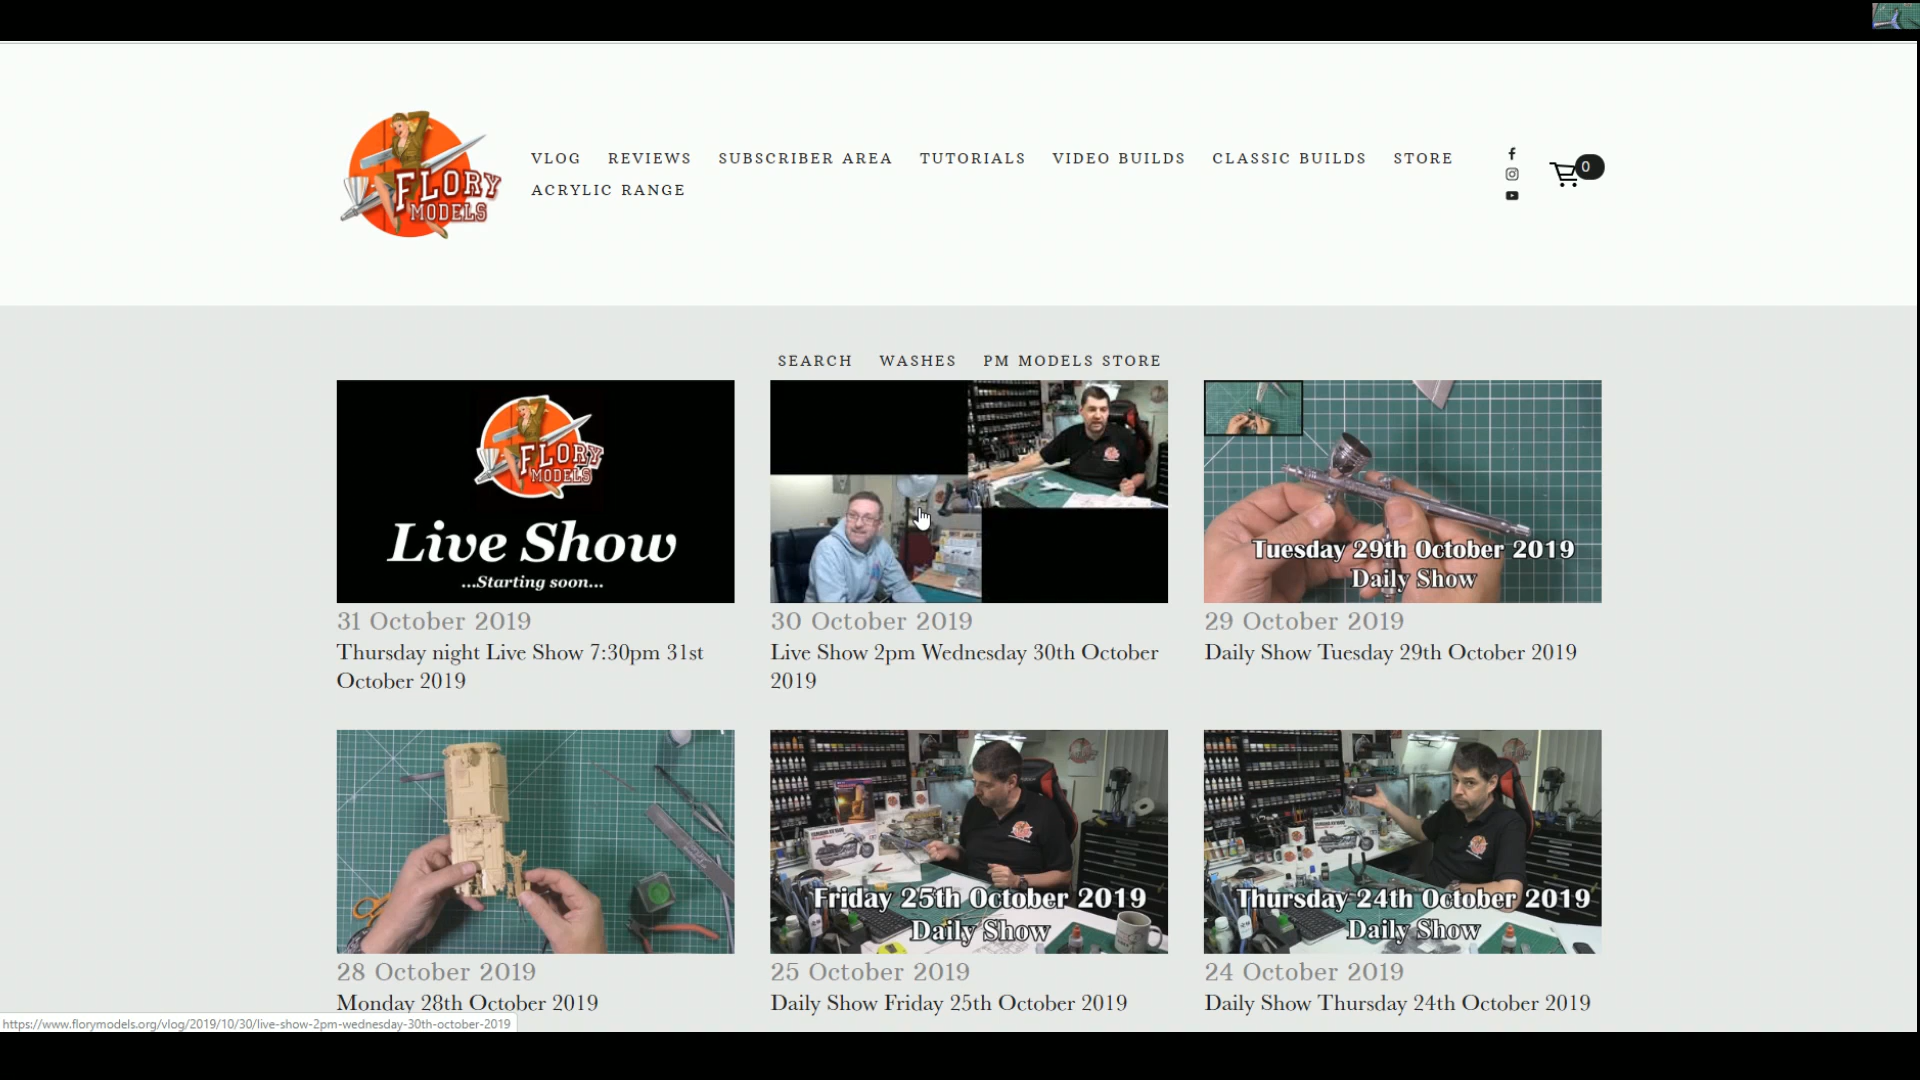 FLORY
MODELS
VLOG REVIEWS SUBSCRIBER AREA TUTORIALS VIDEO BUILDS CLASSIC BUILDS STORE
ACRYLIC RANGE
0
SEARCH WASHES PM MODELS STORE
FLORY
MODELS
Live Show
...Starting soon...
Tuesday 29th October 2019
Daily Show
31 October 2019
Thursday night Live Show 7:30pm 31st
October 2019
30 October 2019
Live Show 2pm Wednesday 30th October
2019
29 October 2019
Daily Show Tuesday 29th October 2019
Friday 25th October 2019
Daily Show
Thursday 24th October 2019
Daily Show
28 October 2019
Monday 28th October 2019
25 October 2019
Daily Show Friday 25th October 2019
24 October 2019
Daily Show Thursday 24th October 2019
https://www.florymodels.org/vlog/2019/10/30/live-show-2pm-wednesday-30th-october-2019